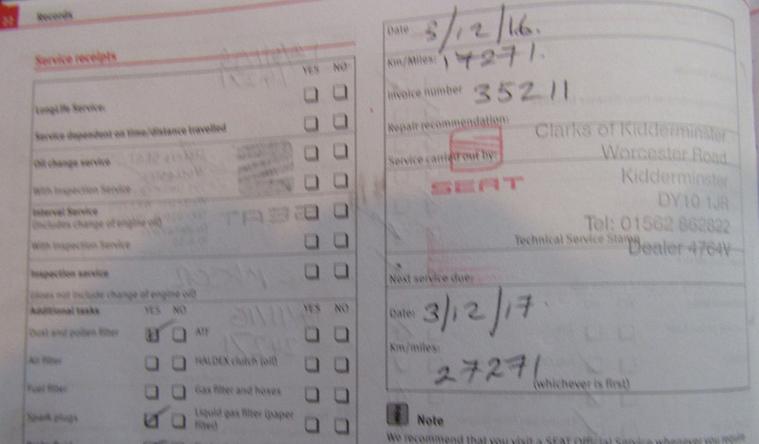 22 Records
Service receipts
YES NO
LongLife Service:
Service dependent on time/distance travelled
Oil change service
With Inspection Service
Interval Service
(includes change of engine oil)
With Inspection Service
Inspection service
(does not include change of engine oil)
Additional tasks YES NO YES NO
Dust and pollen filter ATF
Air filter HALDEX clutch (oil)
Fuel filter Gas filter and hoses
Spark plugs Liquid gas filter (paper
filter)
Date 5/12/16.
Km/Miles: 17271.
Invoice number 35211
Repair recommendation:
Clarks of Kidderminster
Service carried out by: Worcester Road
SEAT Kidderminster
DY10 1JR
Tel: 01562 862822
Technical Service Stamp
Dealer 4764V
Next service due:
Date: 3/12/17.
Km/miles:
27271
(whichever is first)
Note
We recommend that you visit a SEAT Official Service whenever you